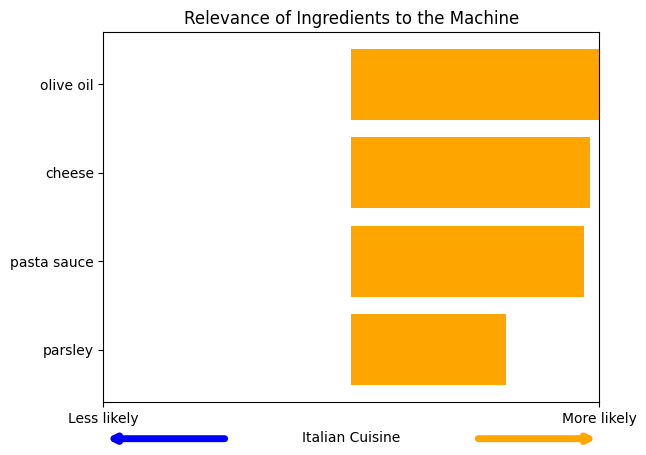 Relevance of Ingredients to the Machine
olive oil
cheese
pasta sauce
parsley
Less likely
More likely
Italian Cuisine